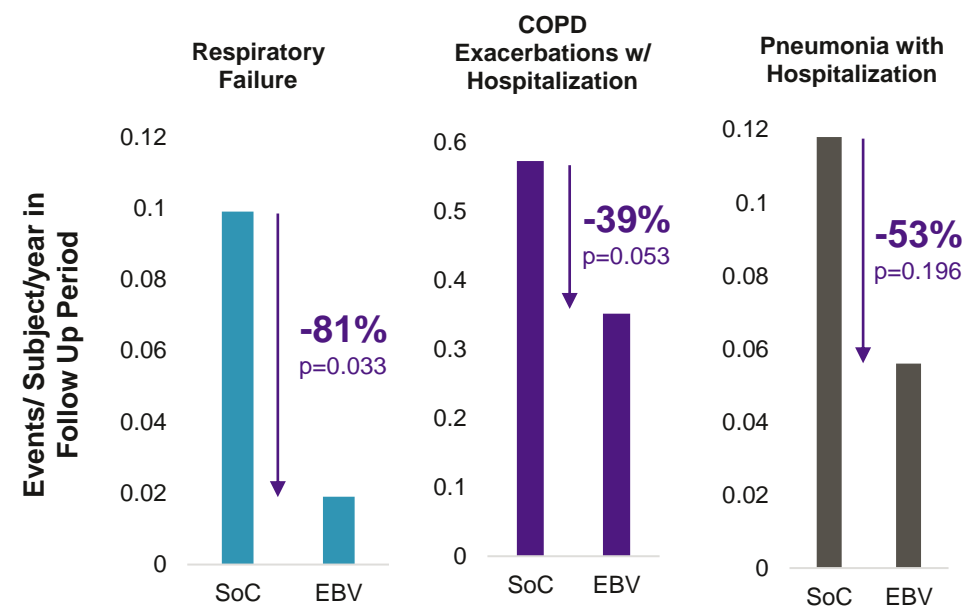 Events/ Subject/year in
Follow Up Period
Respiratory
Failure
0.12
0.1
0.08
0.06
0.04
0.02
0
-81%
p=0.033
SoC
EBV
COPD
Exacerbations w/
Hospitalization
0.6
0.5
0.4
0.3
0.2
0.1
0
-39%
p=0.053
SoC
EBV
Pneumonia with
Hospitalization
0.12
0.1
0.08
0.06
0.04
0.02
0
-53%
p=0.196
SoC
EBV